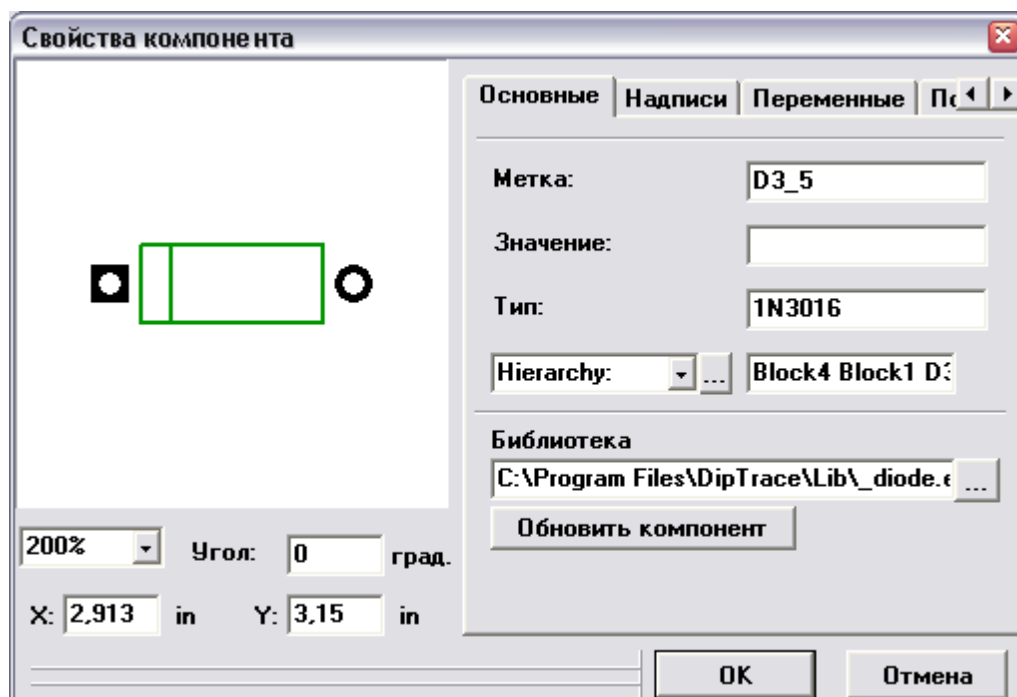 Свойства компонента
Основные Надписи Переменные
Метка: D3_5
Значение:
Тип: 1N3016
Hierarchy: ... Block4 Block1
Библиотека
C:\Program Files\DipTrace\Lib\_diode.e ...
Обновить компонент
200% Угол: 0 град.
X: 2,913 in Y: 3,15 in
OK Отмена